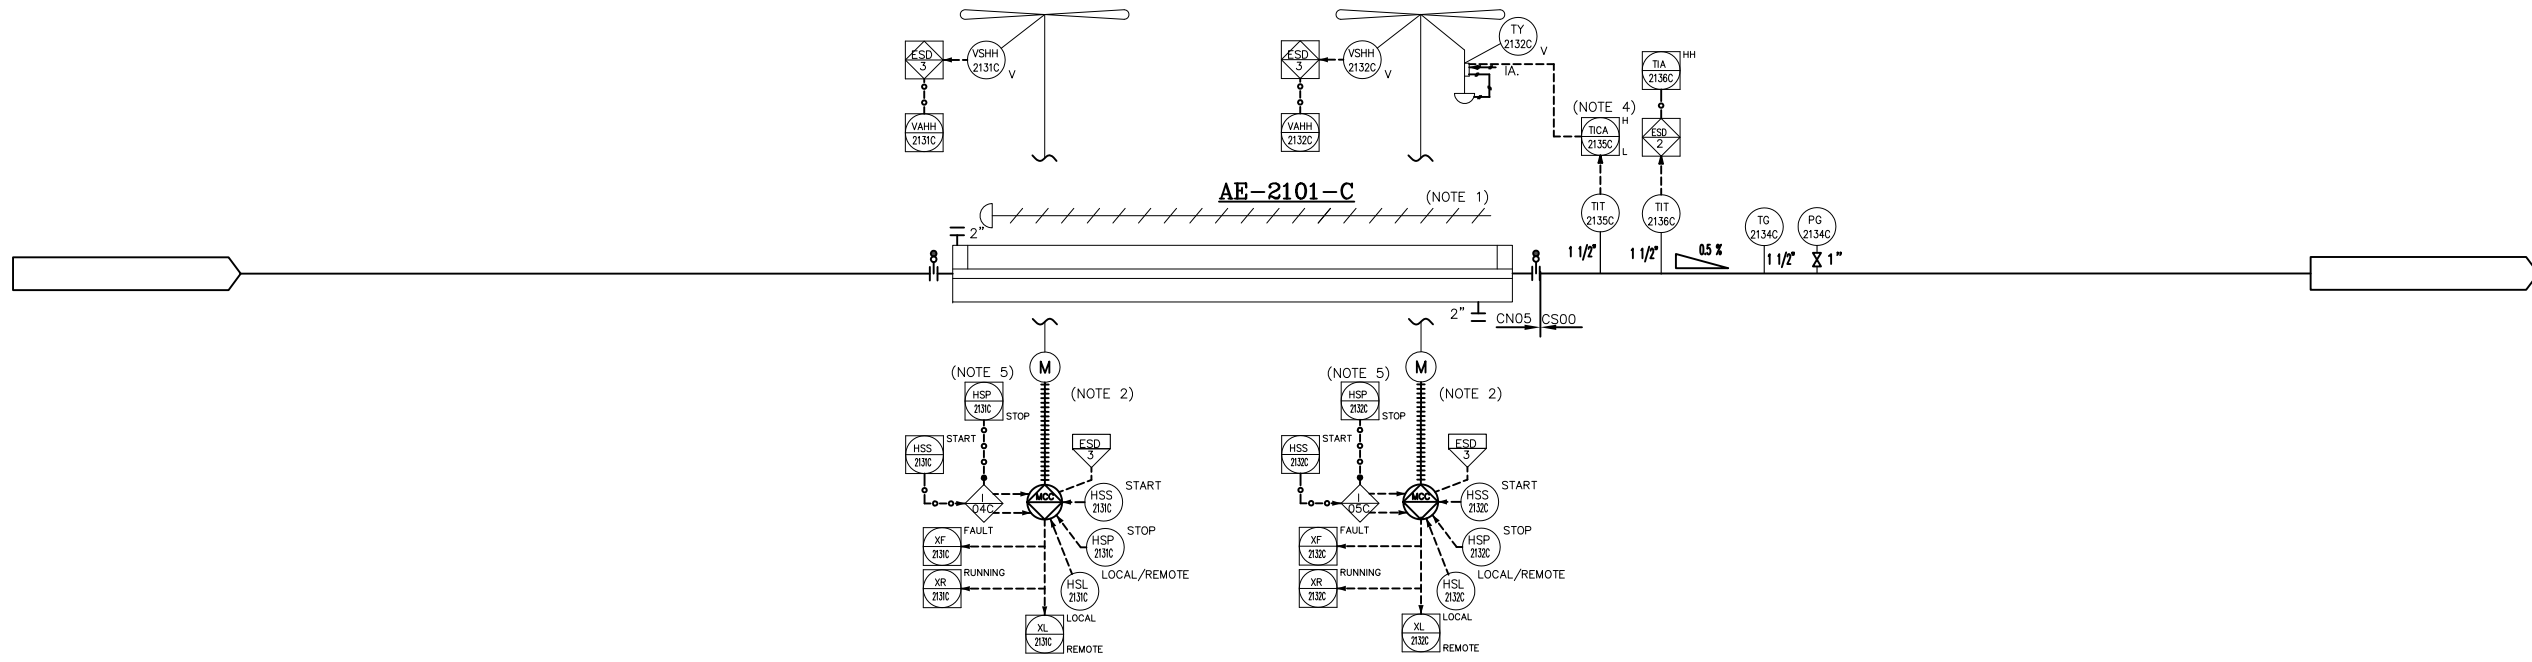 TY
2132C
V
ESD
3
VSHH
2131C
V
ESD
3
VSHH
2132C
V
IA.
TIA
2136C
HH
VAHH
2131C
VAHH
2132C
(NOTE 4)
TICA
2135C
H
L
ESD
2
AE-2101-C
(NOTE 1)
TIT
2135C
TIT
2136C
TG
2134C
PG
2134C
2"
1 1/2"
1 1/2"
0.5 %
1 1/2"
1"
2"
CN05
CS00
M
M
(NOTE 5)
(NOTE 2)
(NOTE 5)
(NOTE 2)
HSP
2131C
STOP
HSP
2132C
STOP
HSS
2131C
START
ESD
3
HSS
2132C
START
ESD
3
I
04C
MCC
HSS
2131C
START
I
05C
MCC
HSS
2132C
START
XF
2131C
FAULT
HSP
2131C
STOP
XF
2132C
FAULT
HSP
2132C
STOP
XR
2131C
RUNNING
HSL
2131C
LOCAL/REMOTE
XR
2132C
RUNNING
HSL
2132C
LOCAL/REMOTE
XL
2131C
LOCAL
REMOTE
XL
2132C
LOCAL
REMOTE